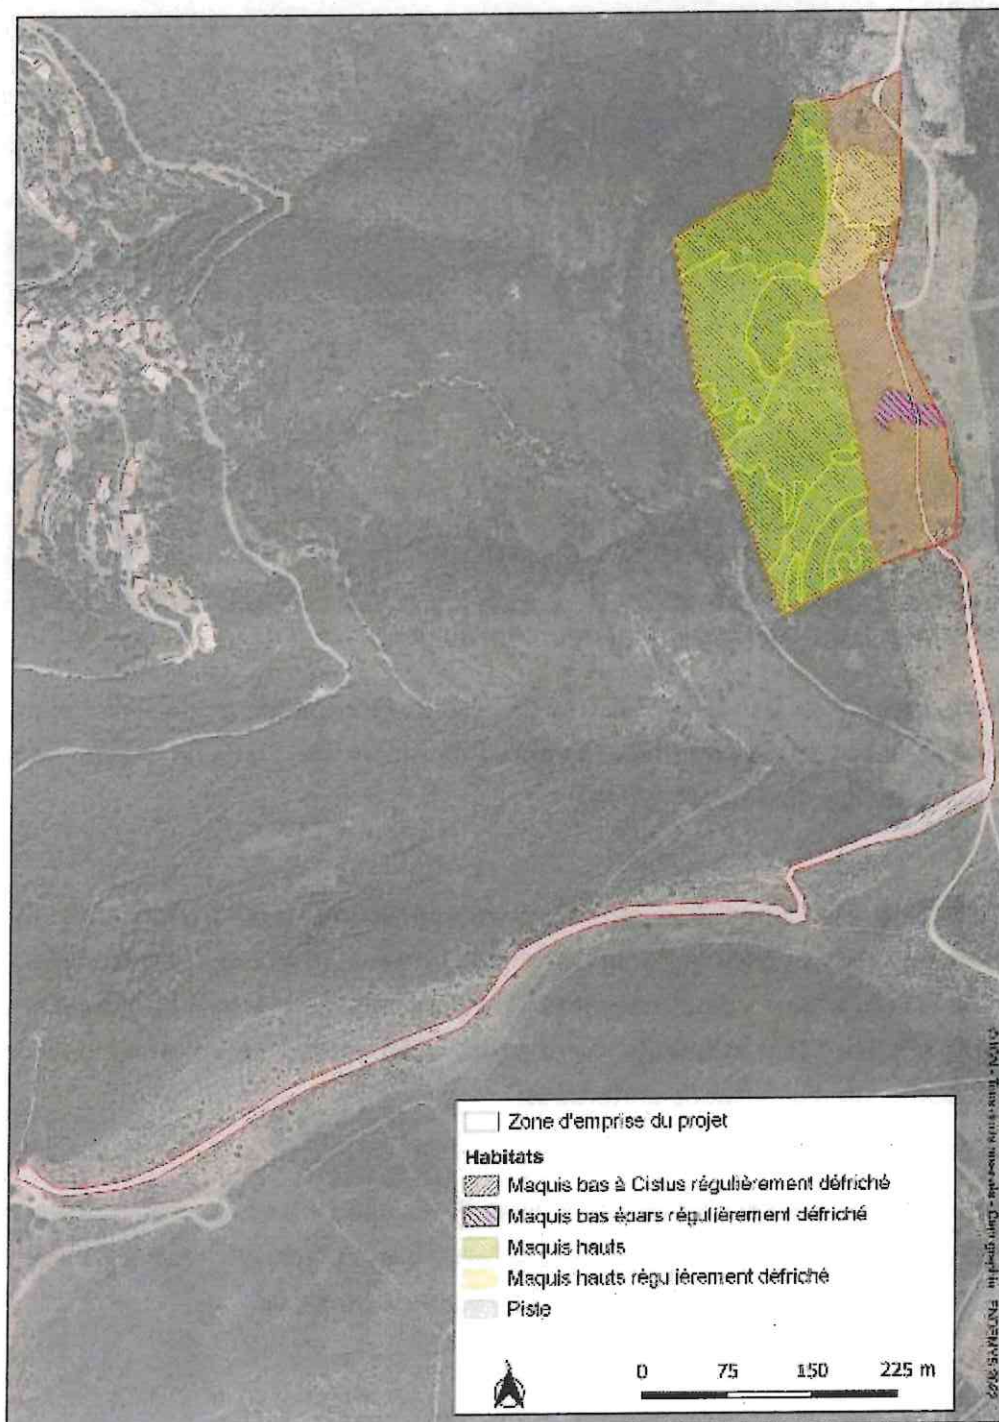 Zone d'emprise du projet
Habitats
Maquis bas à Cistus régulièrement défriché
Maquis bas épars régulièrement défriché
Maquis hauts
Maquis hauts régulièrement défriché
Piste
0 75 150 225 m